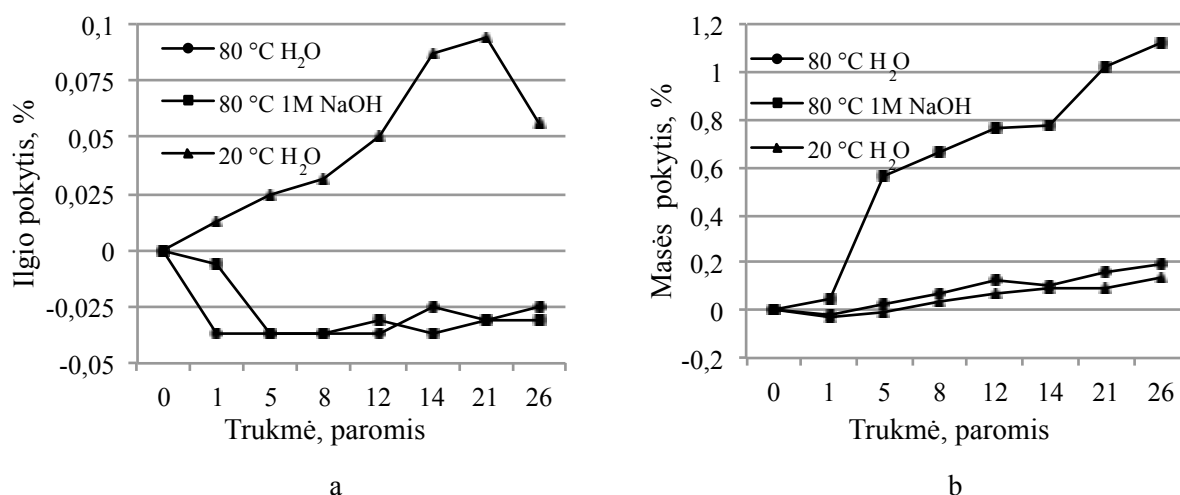 Ilgio pokytis, %
0,1
0,075
0,05
0,025
0
-0,025
-0,05
80 °C H₂O
80 °C 1M NaOH
20 °C H₂O
0 1 5 8 12 14 21 26
Trukmė, paromis
a
Masės pokytis, %
1,2
1
0,8
0,6
0,4
0,2
0
-0,2
80 °C H₂O
80 °C 1M NaOH
20 °C H₂O
0 1 5 8 12 14 21 26
Trukmė, paromis
b